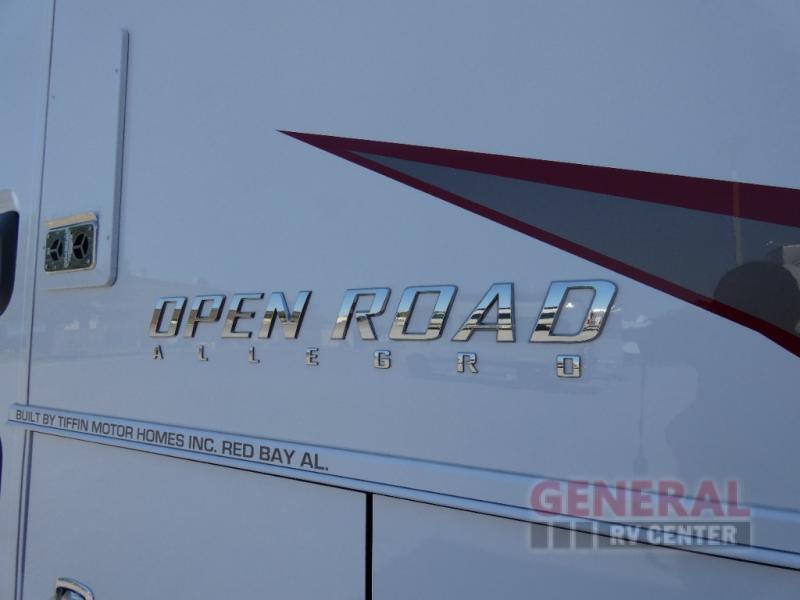 OPEN ROAD
ALLEGRO
BUILT BY TIFFIN MOTOR HOMES INC. RED BAY AL.
GENERAL
RV CENTER